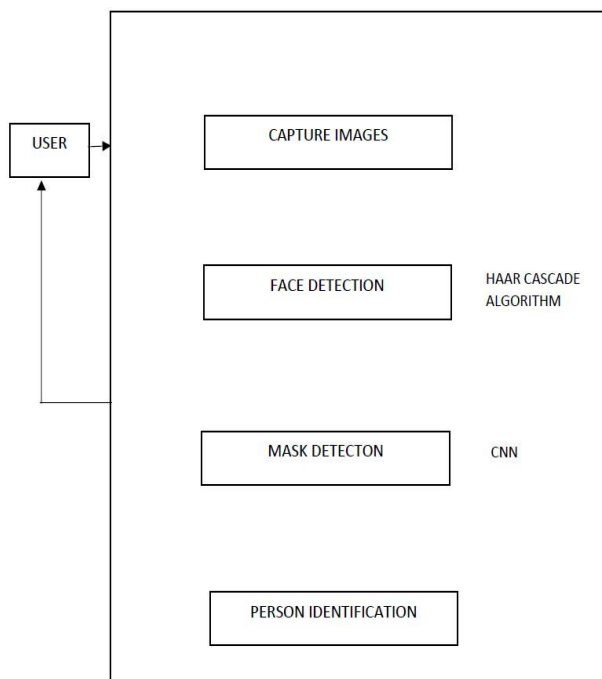 USER
CAPTURE IMAGES
FACE DETECTION
HAAR CASCADE
ALGORITHM
MASK DETECTON
CNN
PERSON IDENTIFICATION